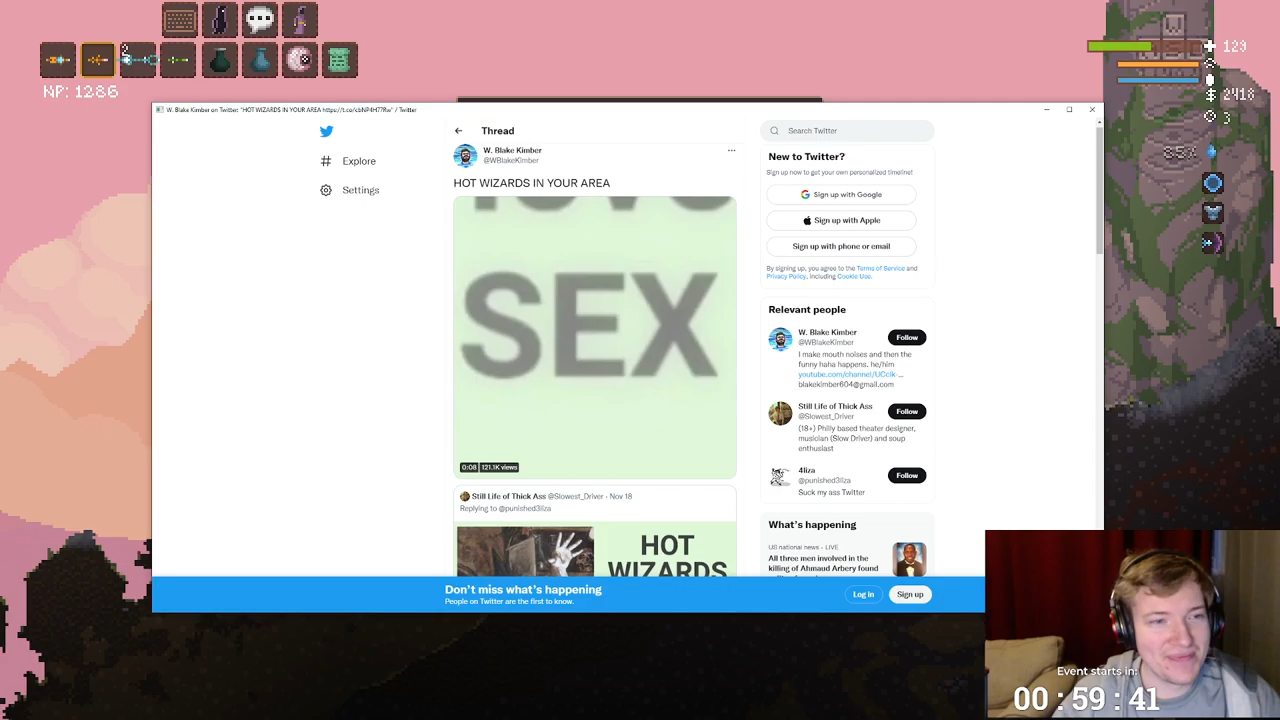 NP: 1286
129
2418
3
85%
W. Blake Kimber on Twitter: "HOT WIZARDS IN YOUR AREA https://t.co/cbNP4H77Rw" / Twitter
Explore
Settings
Thread
W. Blake Kimber
@WBlakeKimber
HOT WIZARDS IN YOUR AREA
SEX
0:08 121.1K views
Still Life of Thick Ass @Slowest_Driver · Nov 18
Replying to @punished3liza
HOT
WIZARDS
Search Twitter
New to Twitter?
Sign up now to get your own personalized timeline!
Sign up with Google
Sign up with Apple
Sign up with phone or email
By signing up, you agree to the Terms of Service and
Privacy Policy, including Cookie Use.
Relevant people
W. Blake Kimber
@WBlakeKimber
Follow
I make mouth noises and then the
funny haha happens. he/him
youtube.com/channel/UCclk-...
blakekimber604@gmail.com
Still Life of Thick Ass
@Slowest_Driver
Follow
(18+) Philly based theater designer,
musician (Slow Driver) and soup
enthusiast
4liza
@punished3liza
Follow
Suck my ass Twitter
What's happening
US national news · LIVE
All three men involved in the
killing of Ahmaud Arbery found
Don't miss what's happening
People on Twitter are the first to know.
Log in
Sign up
Event starts in:
00 : 59 : 41